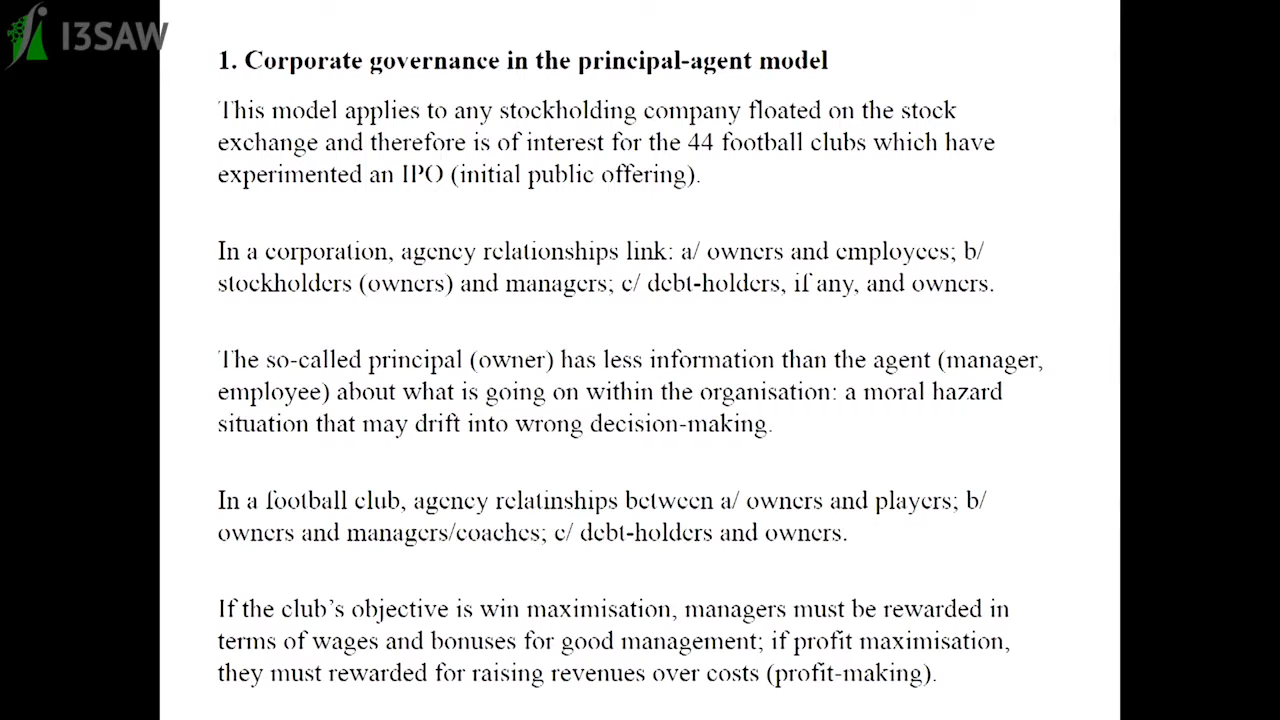 I3SAW
1. Corporate governance in the principal-agent model
This model applies to any stockholding company floated on the stock
exchange and therefore is of interest for the 44 football clubs which have
experimented an IPO (initial public offering).
In a corporation, agency relationships link: a/ owners and employees; b/
stockholders (owners) and managers; c/ debt-holders, if any, and owners.
The so-called principal (owner) has less information than the agent (manager,
employee) about what is going on within the organisation: a moral hazard
situation that may drift into wrong decision-making.
In a football club, agency relatinships between a/ owners and players; b/
owners and managers/coaches; c/ debt-holders and owners.
If the club’s objective is win maximisation, managers must be rewarded in
terms of wages and bonuses for good management; if profit maximisation,
they must rewarded for raising revenues over costs (profit-making).